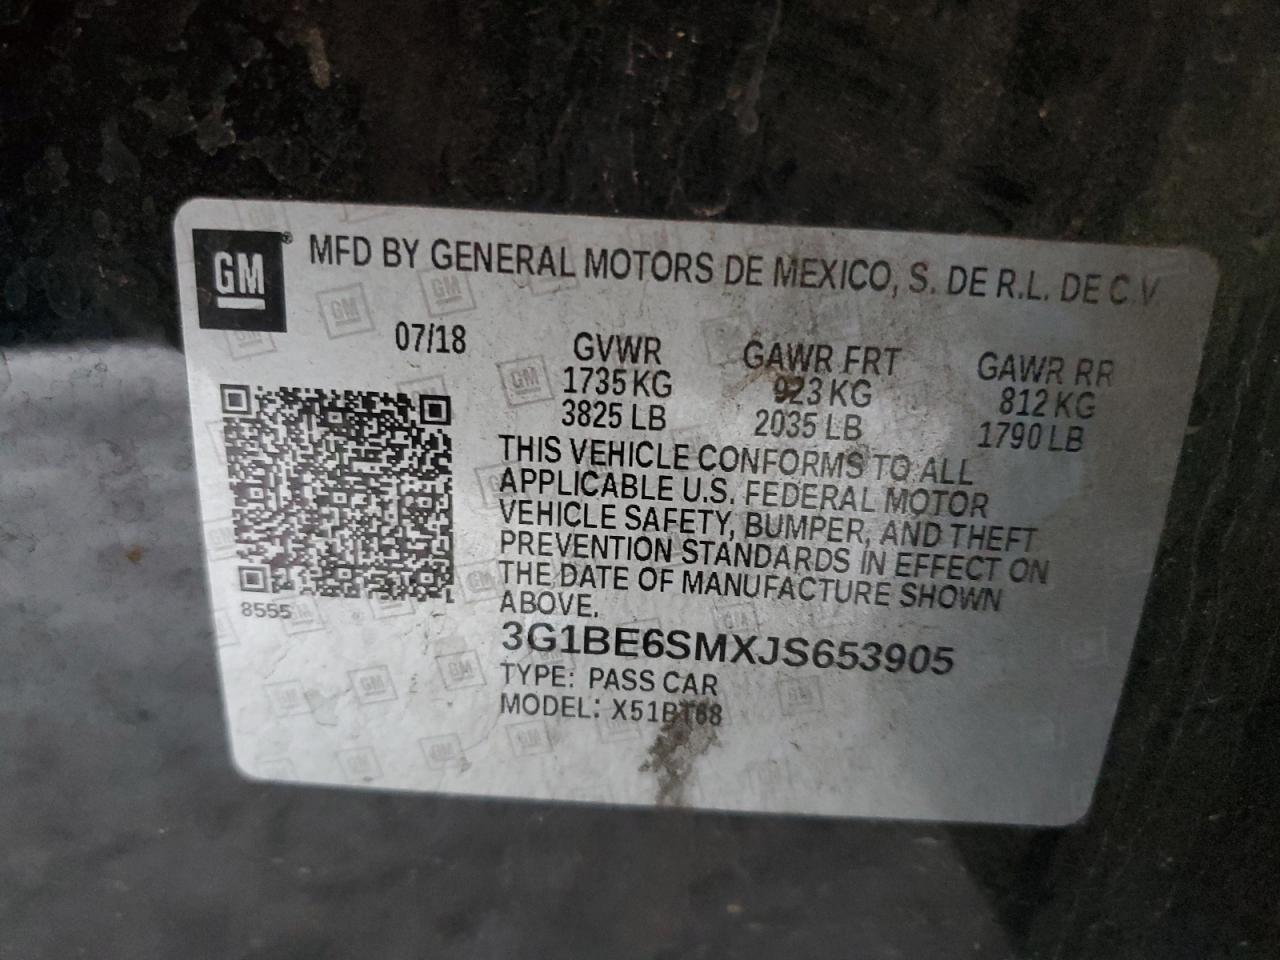 GM® MFD BY GENERAL MOTORS DE MEXICO, S. DE R.L. DE C.V.
07/18 GVWR GAWR FRT GAWR RR
1735 KG 923 KG 812 KG
3825 LB 2035 LB 1790 LB
THIS VEHICLE CONFORMS TO ALL
APPLICABLE U.S. FEDERAL MOTOR
VEHICLE SAFETY, BUMPER, AND THEFT
PREVENTION STANDARDS IN EFFECT ON
THE DATE OF MANUFACTURE SHOWN
ABOVE.
8555
3G1BE6SMXJS653905
TYPE: PASS CAR
MODEL: X51BT68